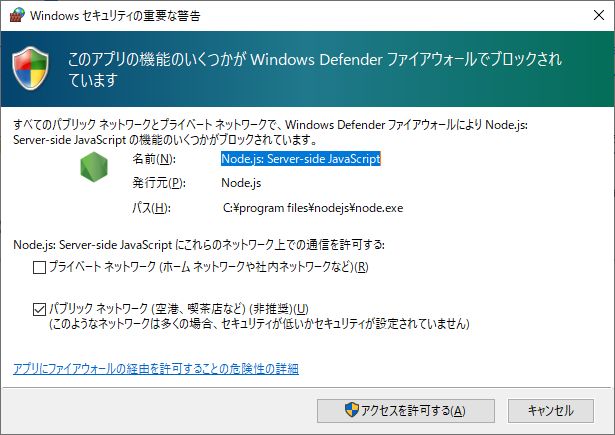 Windows セキュリティの重要な警告
このアプリの機能のいくつかが Windows Defender ファイアウォールでブロックされ
ています
すべてのパブリック ネットワークとプライベート ネットワークで、Windows Defender ファイアウォールにより Node.js:
Server-side JavaScript の機能のいくつかがブロックされています。
名前(N): Node.js: Server-side JavaScript
発行元(P): Node.js
パス(H): C:¥program files¥nodejs¥node.exe
Node.js: Server-side JavaScript にこれらのネットワーク上での通信を許可する:
プライベート ネットワーク (ホーム ネットワークや社内ネットワークなど)(R)
パブリック ネットワーク (空港、喫茶店など) (非推奨)(U)
(このようなネットワークは多くの場合、セキュリティが低いかセキュリティが設定されていません)
アプリにファイアウォールの経由を許可することの危険性の詳細
アクセスを許可する(A) キャンセル